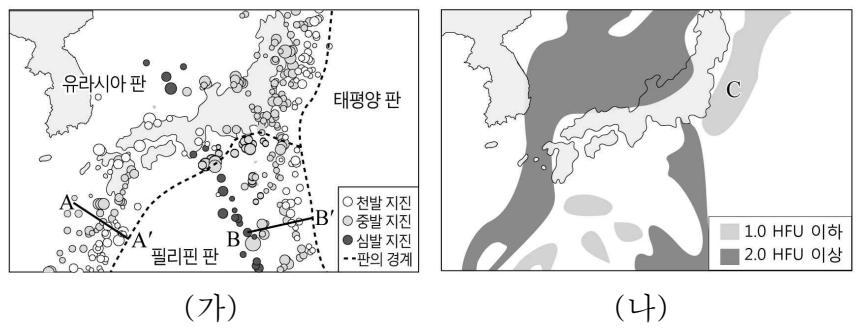 유라시아 판
태평양 판
필리핀 판
A
A′
B
B′
천발 지진
중발 지진
심발 지진
판의 경계
(가)
C
1.0 HFU 이하
2.0 HFU 이상
(나)